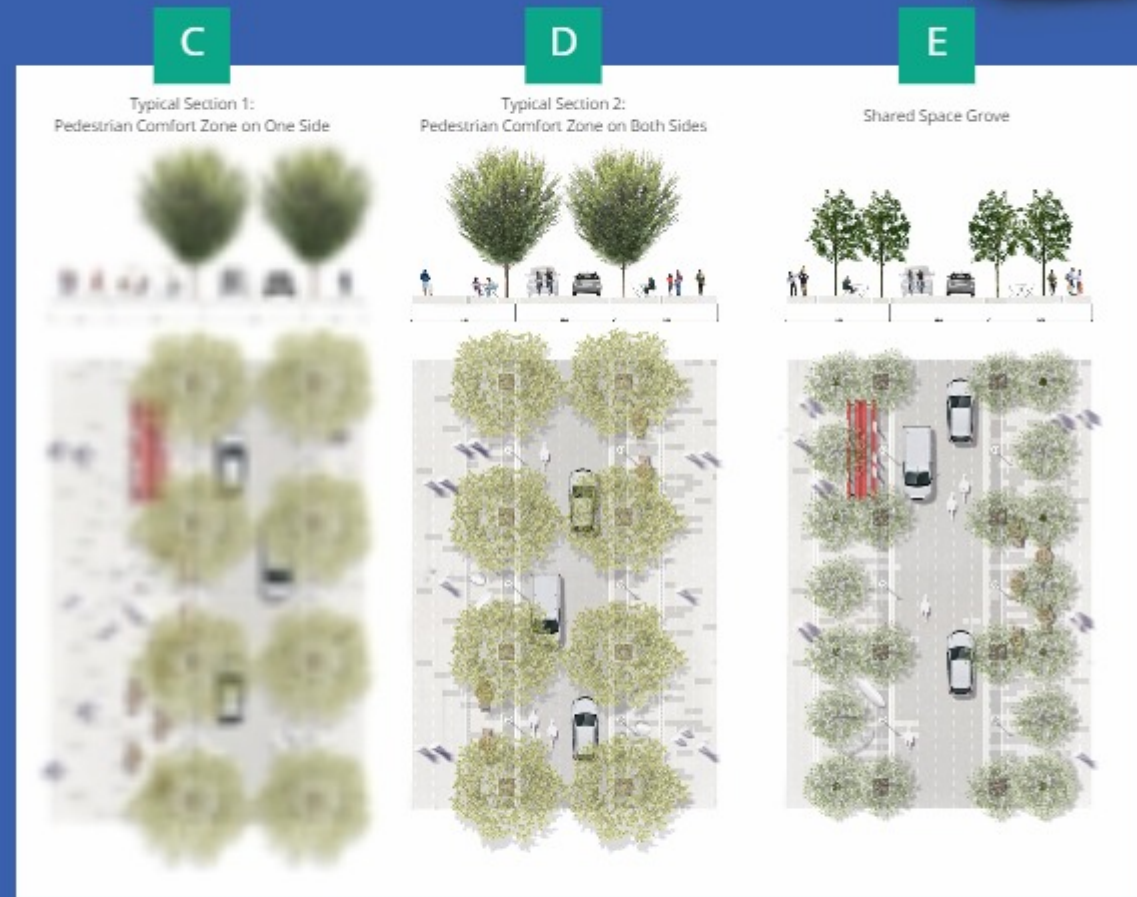 C
Typical Section 1:
Pedestrian Comfort Zone on One Side
D
Typical Section 2:
Pedestrian Comfort Zone on Both Sides
E
Shared Space Grove